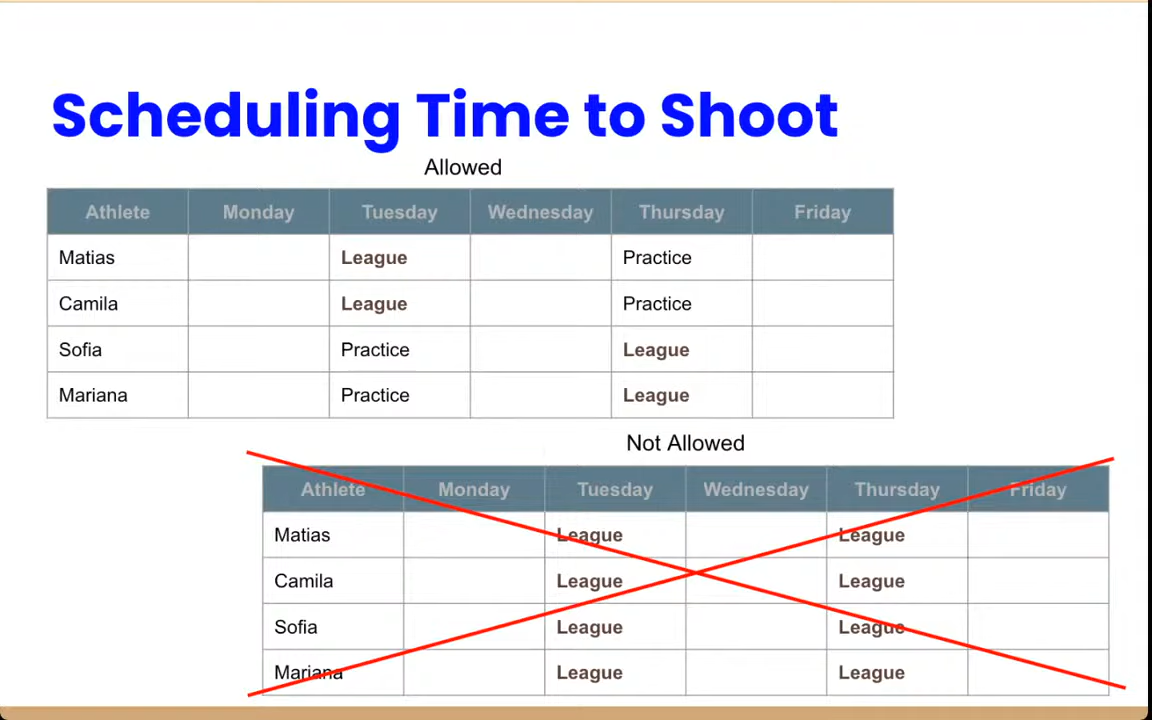 Scheduling Time to Shoot
Allowed
Athlete Monday Tuesday Wednesday Thursday Friday
Matias League Practice
Camila League Practice
Sofia Practice League
Mariana Practice League
Not Allowed
Athlete Monday Tuesday Wednesday Thursday Friday
Matias League League
Camila League League
Sofia League League
Mariana League League